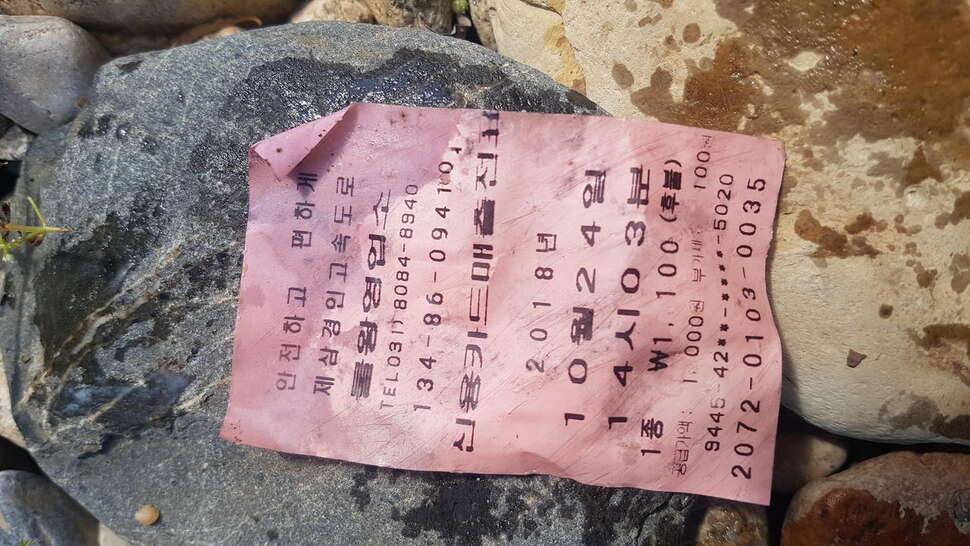 안전하고 편하게
제삼경인고속도로
물왕영업소
TEL031)8084-8940
134-86-09410
신용카드매출전표
2018년
10월24일
14시03분
1종 ₩1,100(후불)
공급가액: 1,000원 부가세: 100원
9445-42**-****-5020
2072-0103-0035